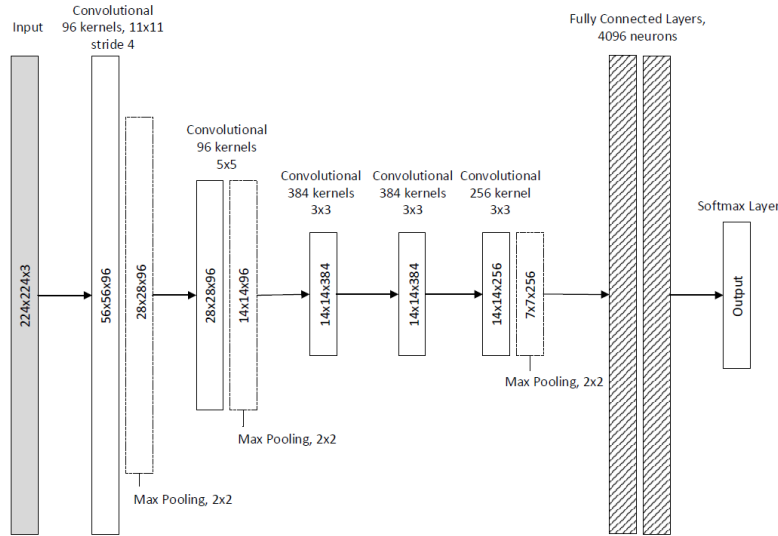 Input
Convolutional
96 kernels, 11x11
stride 4
Fully Connected Layers,
4096 neurons
Convolutional
96 kernels
5x5
Convolutional
384 kernels
3x3
Convolutional
384 kernels
3x3
Convolutional
256 kernel
3x3
Softmax Layer
224x224x3
56x56x96
28x28x96
28x28x96
14x14x96
14x14x384
14x14x384
14x14x256
7x7x256
Output
Max Pooling, 2x2
Max Pooling, 2x2
Max Pooling, 2x2